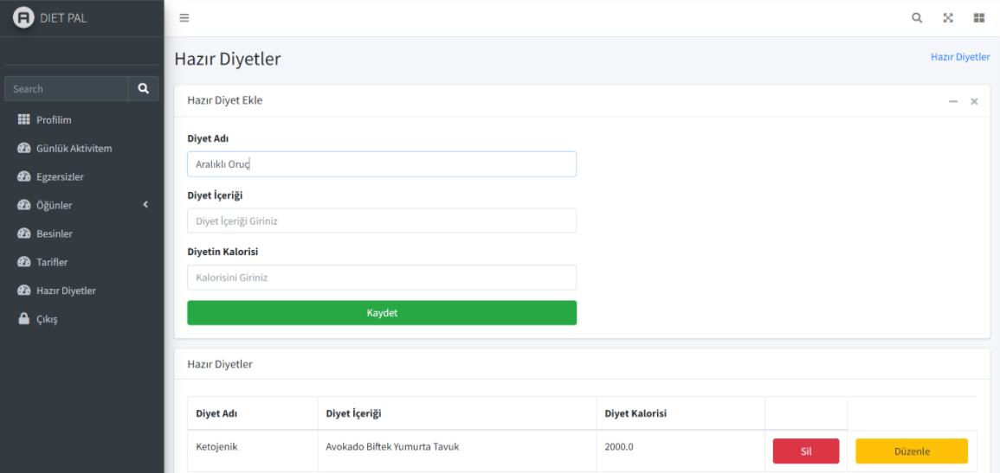 DIET PAL
Search
Profilim
Günlük Aktivitem
Egzersizler
Öğünler
Besinler
Tarifler
Hazır Diyetler
Çıkış
Hazır Diyetler
Hazır Diyetler
Hazır Diyet Ekle
Diyet Adı
Aralıklı Oruç
Diyet İçeriği
Diyet İçeriği Giriniz
Diyetin Kalorisi
Kalorisini Giriniz
Kaydet
Hazır Diyetler
Diyet Adı Diyet İçeriği Diyet Kalorisi
Ketojenik Avokado Biftek Yumurta Tavuk 2000.0 Sil Düzenle